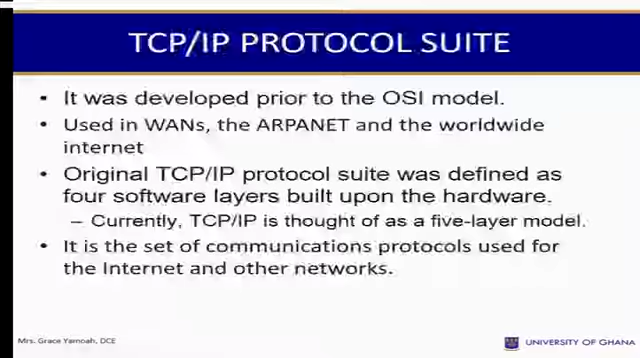 TCP/IP PROTOCOL SUITE
• It was developed prior to the OSI model.
• Used in WANs, the ARPANET and the worldwide
internet
• Original TCP/IP protocol suite was defined as
four software layers built upon the hardware.
– Currently, TCP/IP is thought of as a five-layer model.
• It is the set of communications protocols used for
the Internet and other networks.
Mrs. Grace Yamoah, DCE
UNIVERSITY OF GHANA